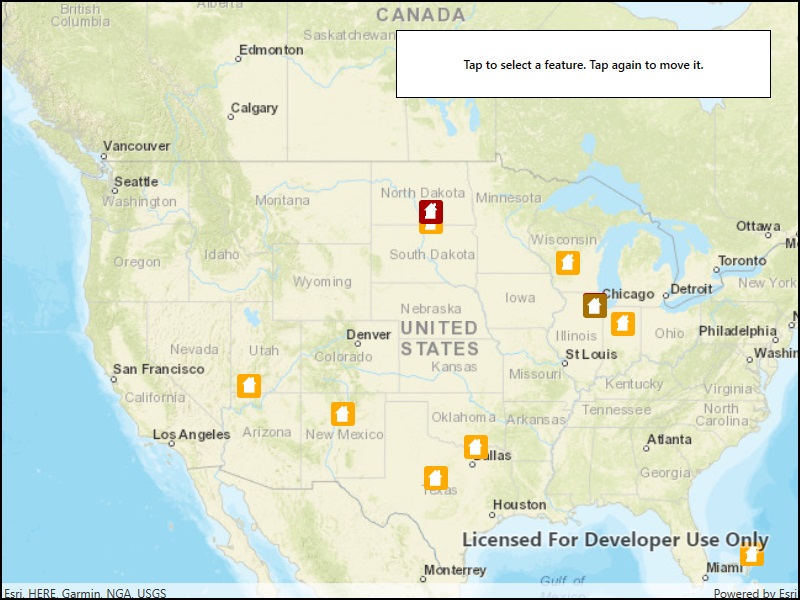 CANADA
British
Columbia
Alberta
Saskatchewan
Edmonton
Tap to select a feature. Tap again to move it.
Calgary
Vancouver
Seattle
Washington
Montana
North Dakota
Minnesota
Ottawa
Oregon
Idaho
South Dakota
Wisconsin
Toronto
Wyoming
Iowa
Chicago
Detroit
New York
Nebraska
UNITED
STATES
Illinois
Ohio
Philadelphia
Nevada
Utah
Denver
Colorado
Kansas
St Louis
Washin
San Francisco
California
Missouri
Kentucky
Virginia
Los Angeles
Arizona
New Mexico
Oklahoma
Arkansas
Tennessee
North
Carolina
Dallas
Atlanta
Texas
Georgia
Houston
Licensed For Developer Use Only
Monterrey
Gulf of
Mexico
Miami
Esri, HERE, Garmin, NGA, USGS
Powered by Esri